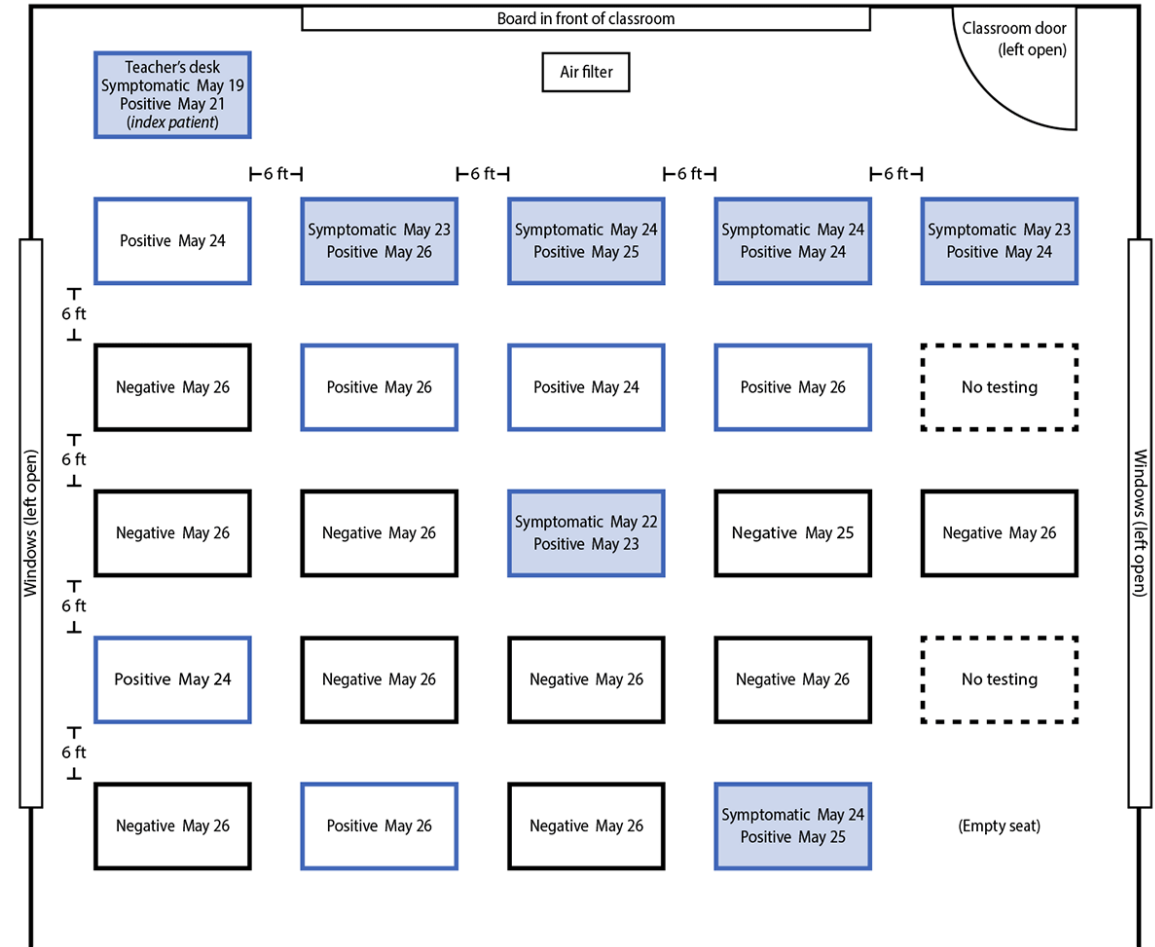 Board in front of classroom
Classroom door
(left open)
Air filter
Teacher's desk
Symptomatic May 19
Positive May 21
(index patient)
6 ft
6 ft
6 ft
6 ft
Positive May 24
Symptomatic May 23
Positive May 26
Symptomatic May 24
Positive May 25
Symptomatic May 24
Positive May 24
Symptomatic May 23
Positive May 24
6 ft
Negative May 26
Positive May 26
Positive May 24
Positive May 26
No testing
6 ft
Windows (left open)
Negative May 26
Negative May 26
Symptomatic May 22
Positive May 23
Negative May 25
Negative May 26
Windows (left open)
6 ft
Positive May 24
Negative May 26
Negative May 26
Negative May 26
No testing
6 ft
Negative May 26
Positive May 26
Negative May 26
Symptomatic May 24
Positive May 25
(Empty seat)